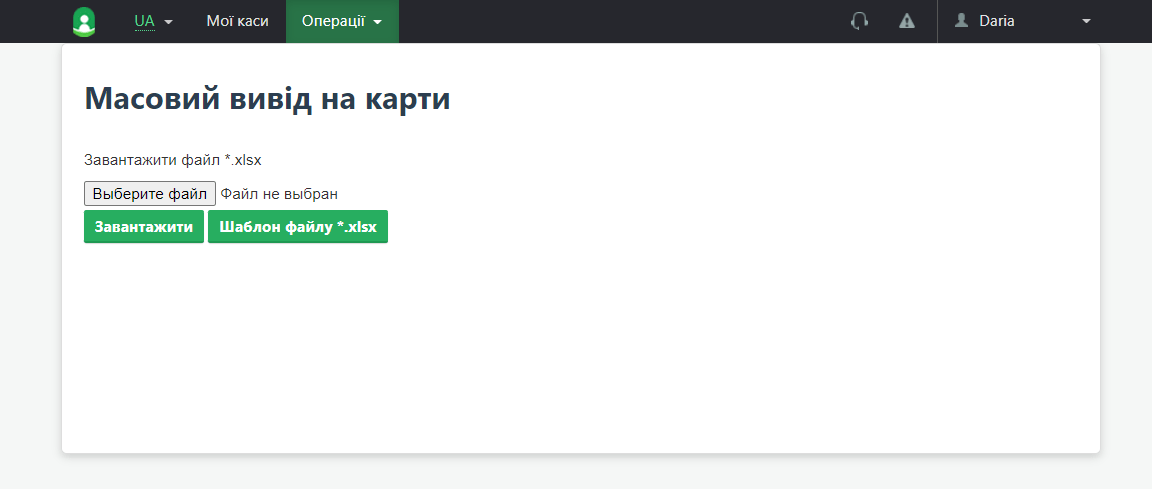 UA Мої каси Операції Daria
Масовий вивід на карти
Завантажити файл *.xlsx
Выберите файл Файл не выбран
Завантажити Шаблон файлу *.xlsx